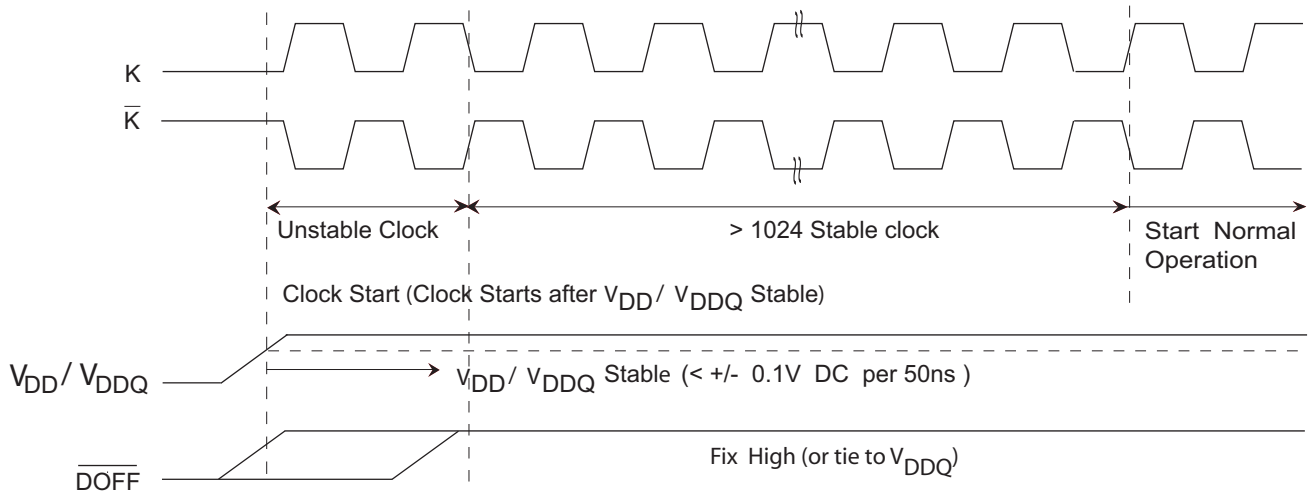 K
K̅
Unstable Clock
> 1024 Stable clock
Start Normal
Operation
Clock Start (Clock Starts after VDD / VDDQ Stable)
VDD / VDDQ
VDD / VDDQ Stable (< +/- 0.1V DC per 50ns )
Fix High (or tie to VDDQ)
D̅O̅F̅F̅